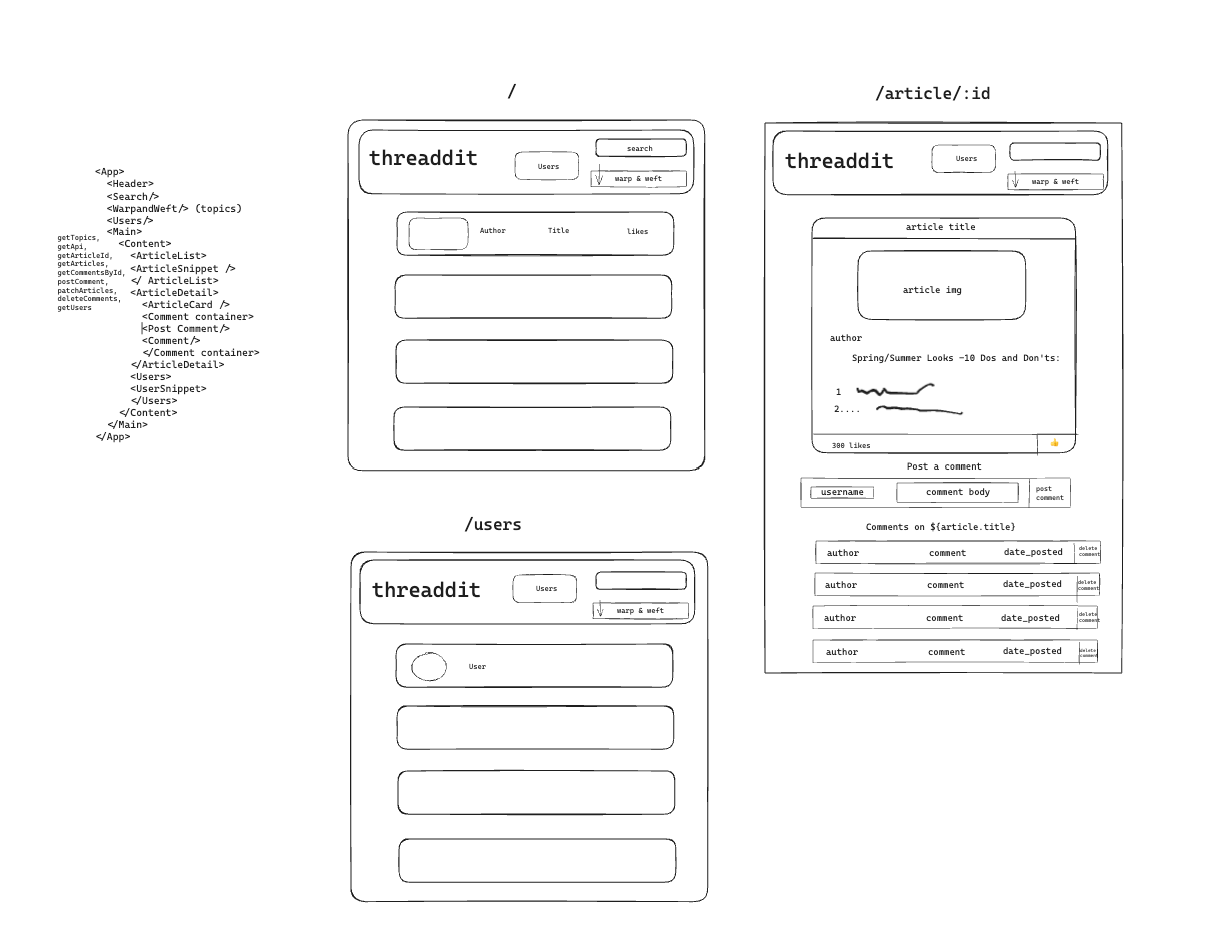 <App>
<Header>
<Search/>
<WarpandWeft/> (topics)
<Users/>
<Main>
<Content>
<ArticleList>
<ArticleSnippet />
</ ArticleList>
<ArticleDetail>
<ArticleCard />
<Comment container>
<Post Comment/>
<Comment/>
</Comment container>
</ArticleDetail>
<Users>
<UserSnippet>
</Users>
</Content>
</Main>
</App>
getTopics,
getApi,
getArticleId,
getArticles,
getCommentsById,
postComment,
patchArticles,
deleteComments,
getUsers
/
threaddit
Users
search
warp & weft
Author Title likes
/users
threaddit
Users
warp & weft
User
/article/:id
threaddit
Users
warp & weft
article title
article img
author
Spring/Summer Looks -10 Dos and Don'ts:
1
2....
300 likes 👍
Post a comment
username comment body post
comment
Comments on ${article.title}
author comment date_posted delete
comment
author comment date_posted delete
comment
author comment date_posted delete
comment
author comment date_posted delete
comment